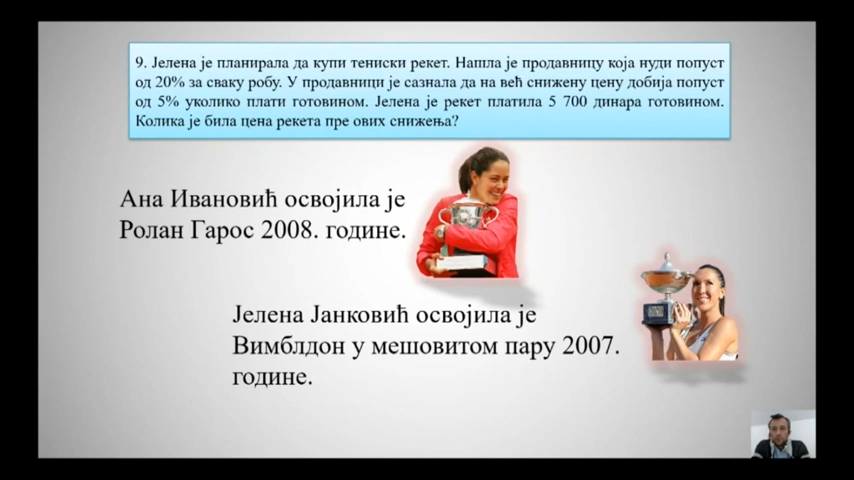 9. Јелена је планирала да купи тениски рекет. Нашла је продавницу која нуди попуст
од 20% за сваку робу. У продавници је сазнала да на већ снижену цену добија попуст
од 5% уколико плати готовином. Јелена је рекет платила 5 700 динара готовином.
Колика је била цена рекета пре ових снижења?
Ана Ивановић освојила је
Ролан Гарос 2008. године.
Јелена Јанковић освојила је
Вимблдон у мешовитом пару 2007.
године.